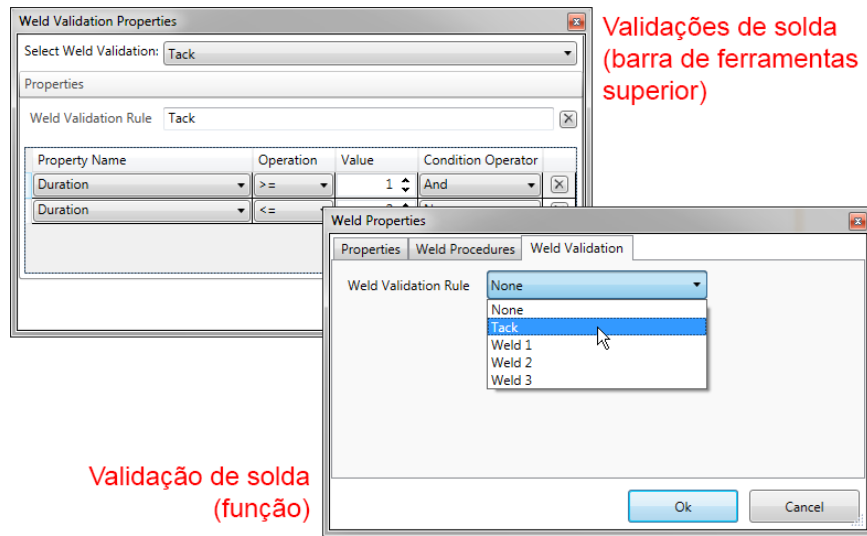 Weld Validation Properties
Select Weld Validation: Tack
Properties
Weld Validation Rule Tack
Property Name Operation Value Condition Operator
Duration >= 1 And
Duration <=
Validações de solda
(barra de ferramentas
superior)
Weld Properties
Properties Weld Procedures Weld Validation
Weld Validation Rule None
None
Tack
Weld 1
Weld 2
Weld 3
Ok Cancel
Validação de solda
(função)